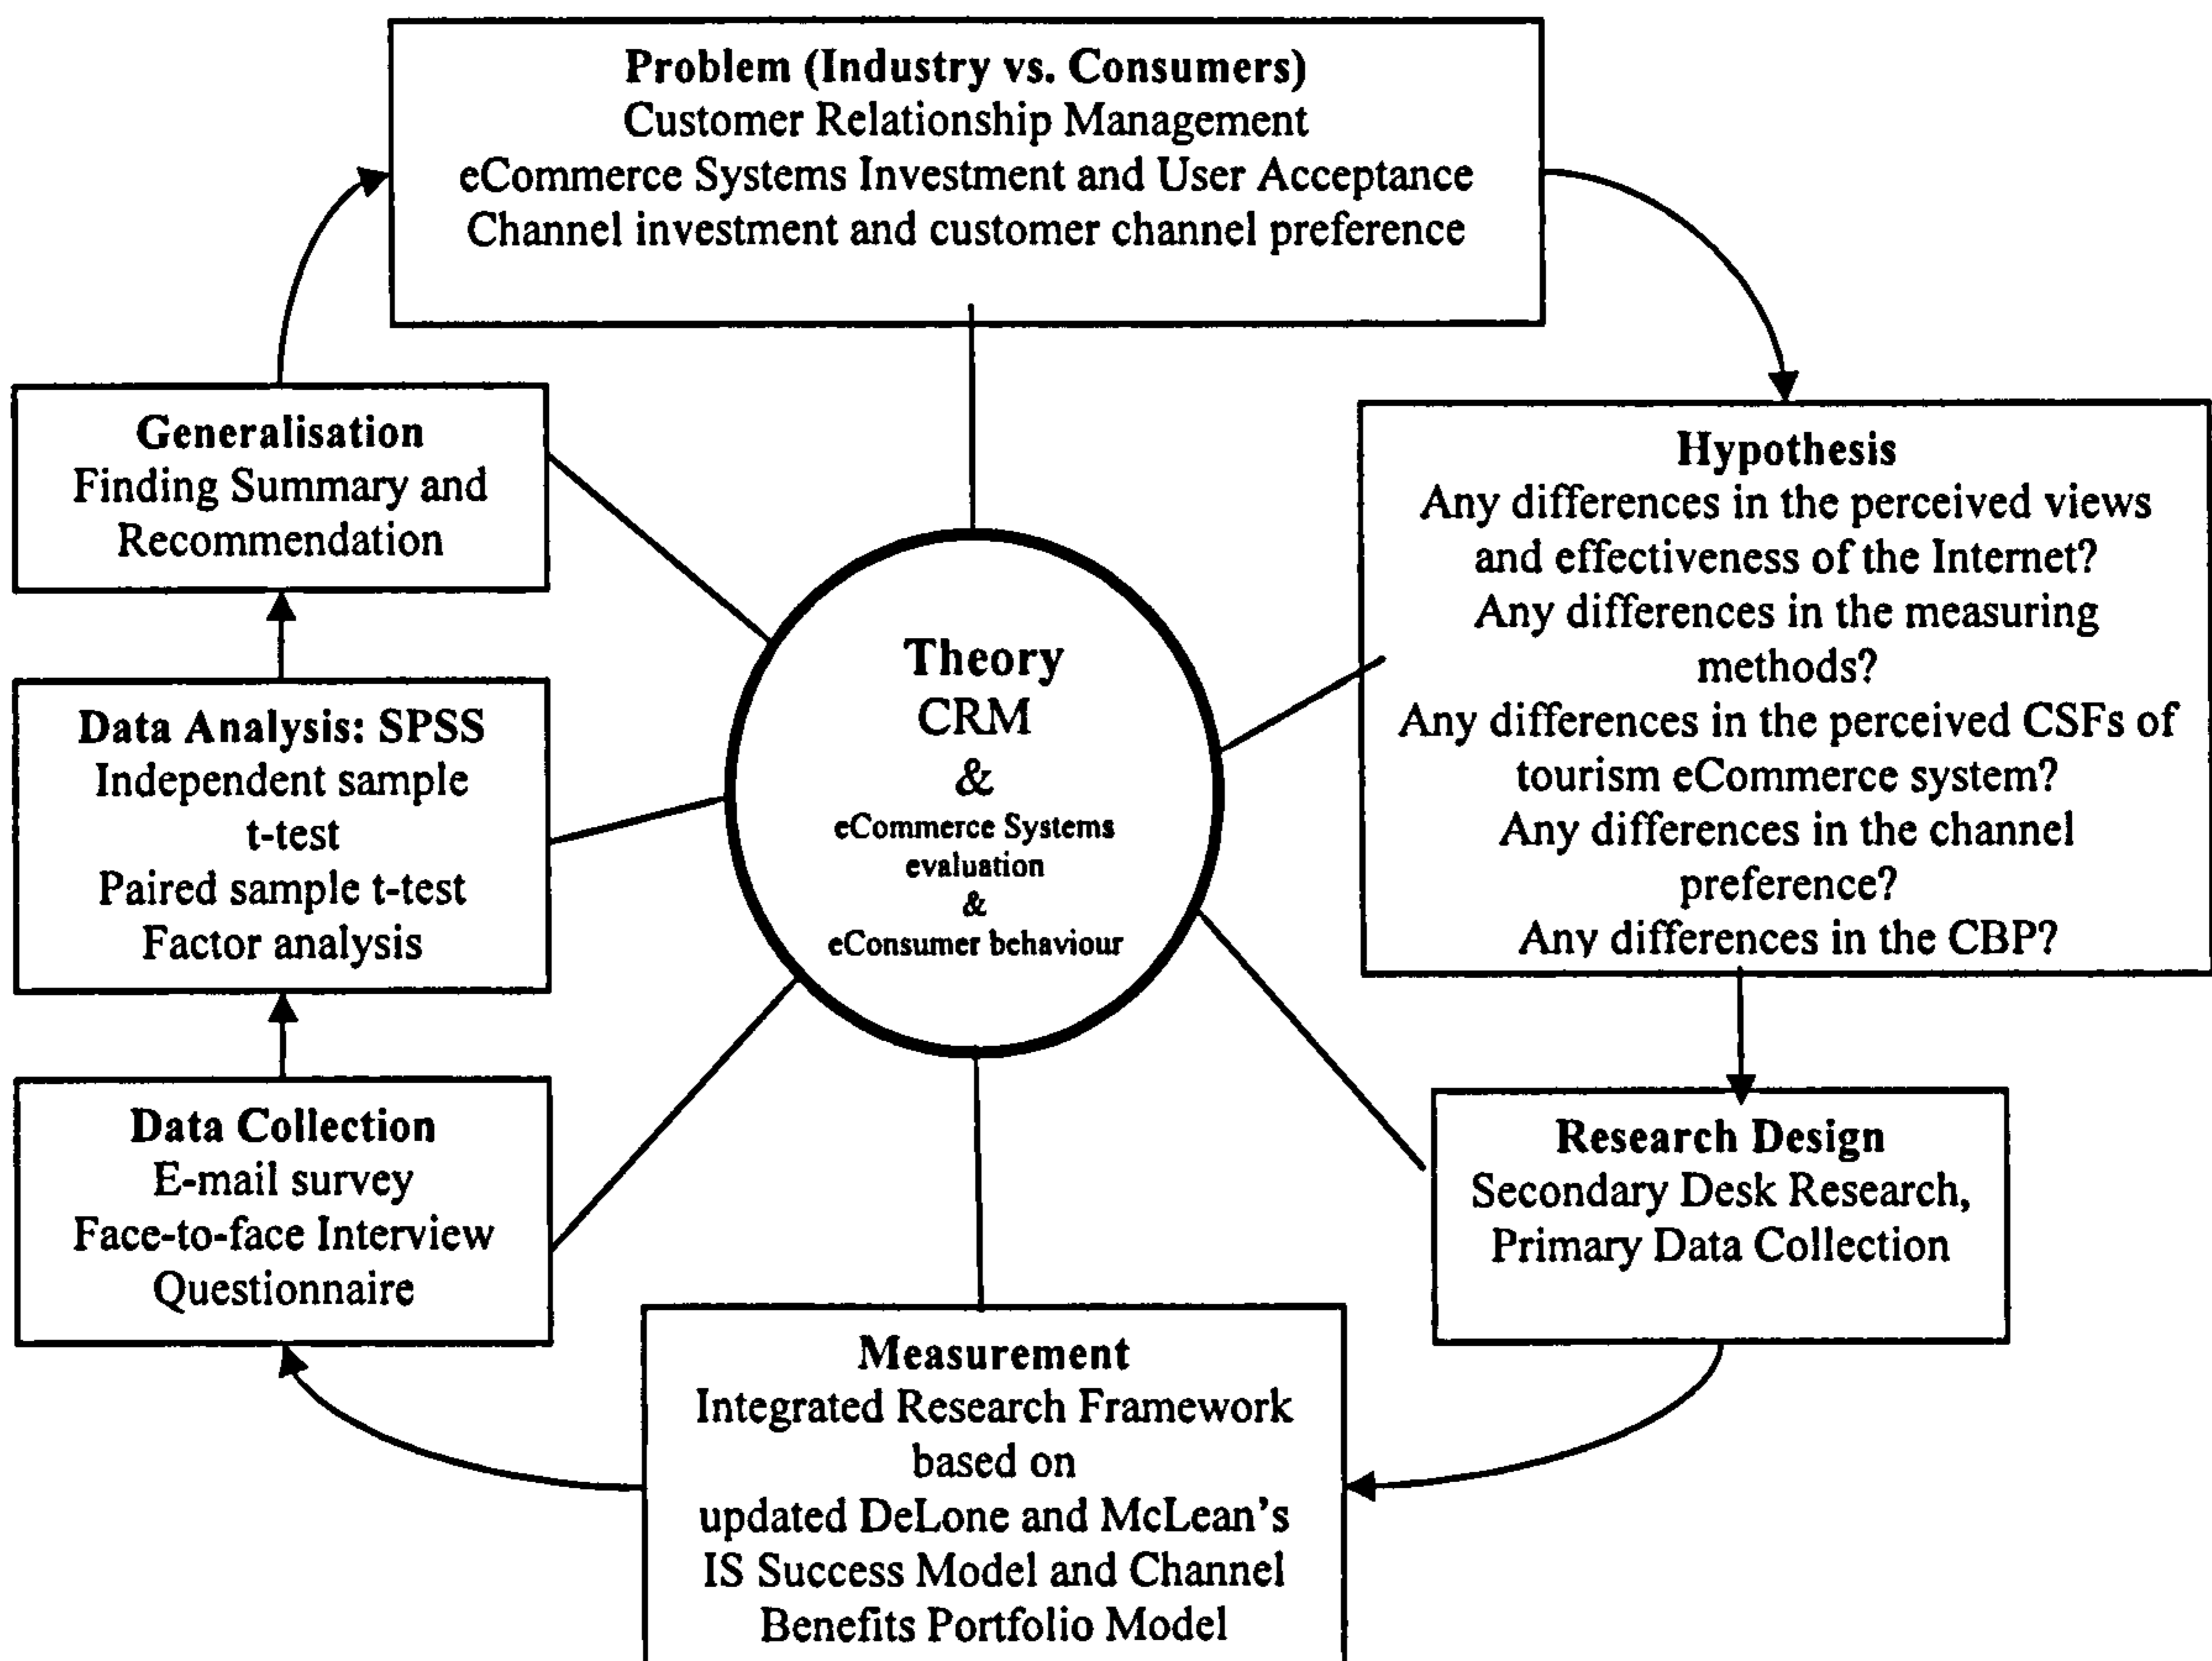 Problem (Industry vs. Consumers)
Customer Relationship Management
eCommerce Systems Investment and User Acceptance
Channel investment and customer channel preference
Hypothesis
Any differences in the perceived views
and effectiveness of the Internet?
Any differences in the measuring
methods?
Any differences in the perceived CSFs of
tourism eCommerce system?
Any differences in the channel
preference?
Any differences in the CBP?
Research Design
Secondary Desk Research,
Primary Data Collection
Measurement
Integrated Research Framework
based on
updated DeLone and McLean's
IS Success Model and Channel
Benefits Portfolio Model
Data Collection
E-mail survey
Face-to-face Interview
Questionnaire
Data Analysis: SPSS
Independent sample
t-test
Paired sample t-test
Factor analysis
Generalisation
Finding Summary and
Recommendation
Theory
CRM
&
eCommerce Systems
evaluation
&
eConsumer behaviour